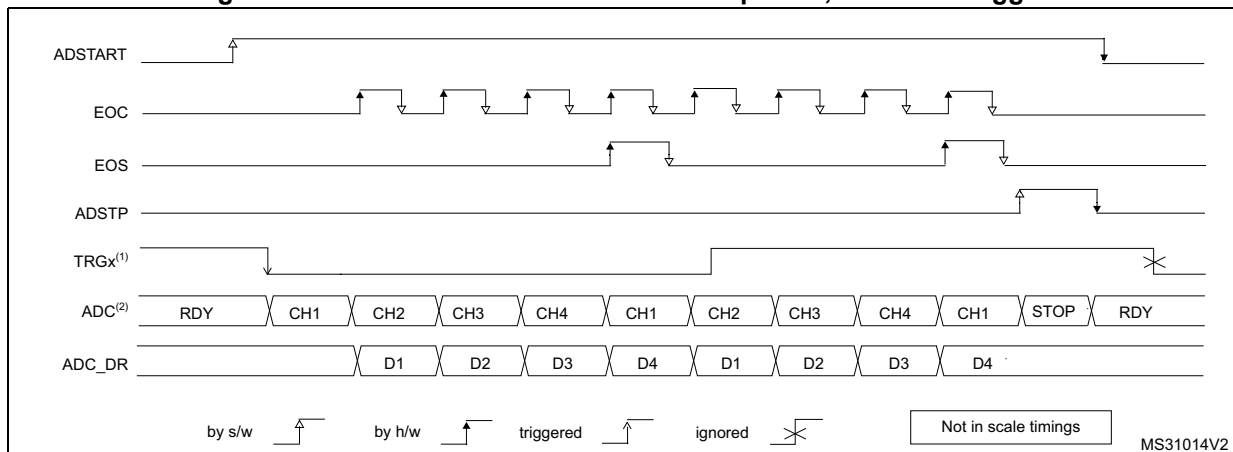 ADSTART
EOC
EOS
ADSTP
TRGx(1)
ADC(2) RDY CH1 CH2 CH3 CH4 CH1 CH2 CH3 CH4 CH1 STOP RDY
ADC_DR D1 D2 D3 D4 D1 D2 D3 D4
by s/w by h/w triggered ignored Not in scale timings
MS31014V2